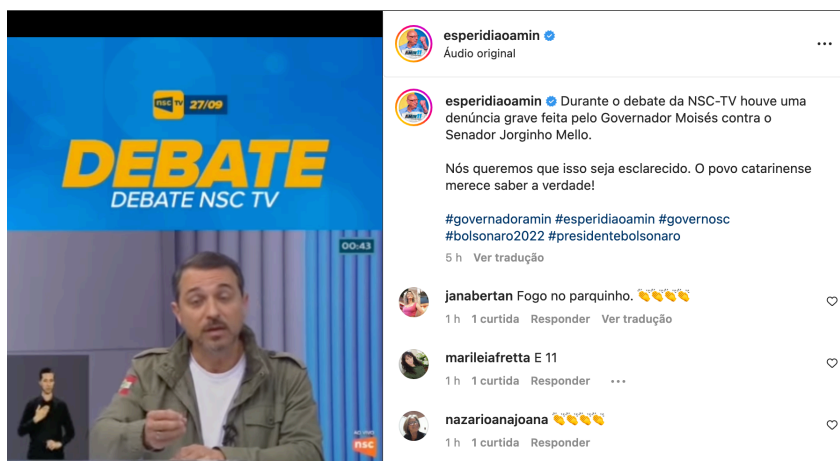 nsc TV 27/09
DEBATE
DEBATE NSC TV
00:43
AO VIVO
nsc
esperidiaoamin
Áudio original
esperidiaoamin Durante o debate da NSC-TV houve uma
denúncia grave feita pelo Governador Moisés contra o
Senador Jorginho Mello.
Nós queremos que isso seja esclarecido. O povo catarinense
merece saber a verdade!
#governadoramin #esperidiaoamin #governosc
#bolsonaro2022 #presidentebolsonaro
5 h Ver tradução
janabertan Fogo no parquinho. 👏👏👏👏
1 h 1 curtida Responder Ver tradução
marileiafretta E 11
1 h 1 curtida Responder
nazarioanajoana 👏👏👏👏
1 h 1 curtida Responder